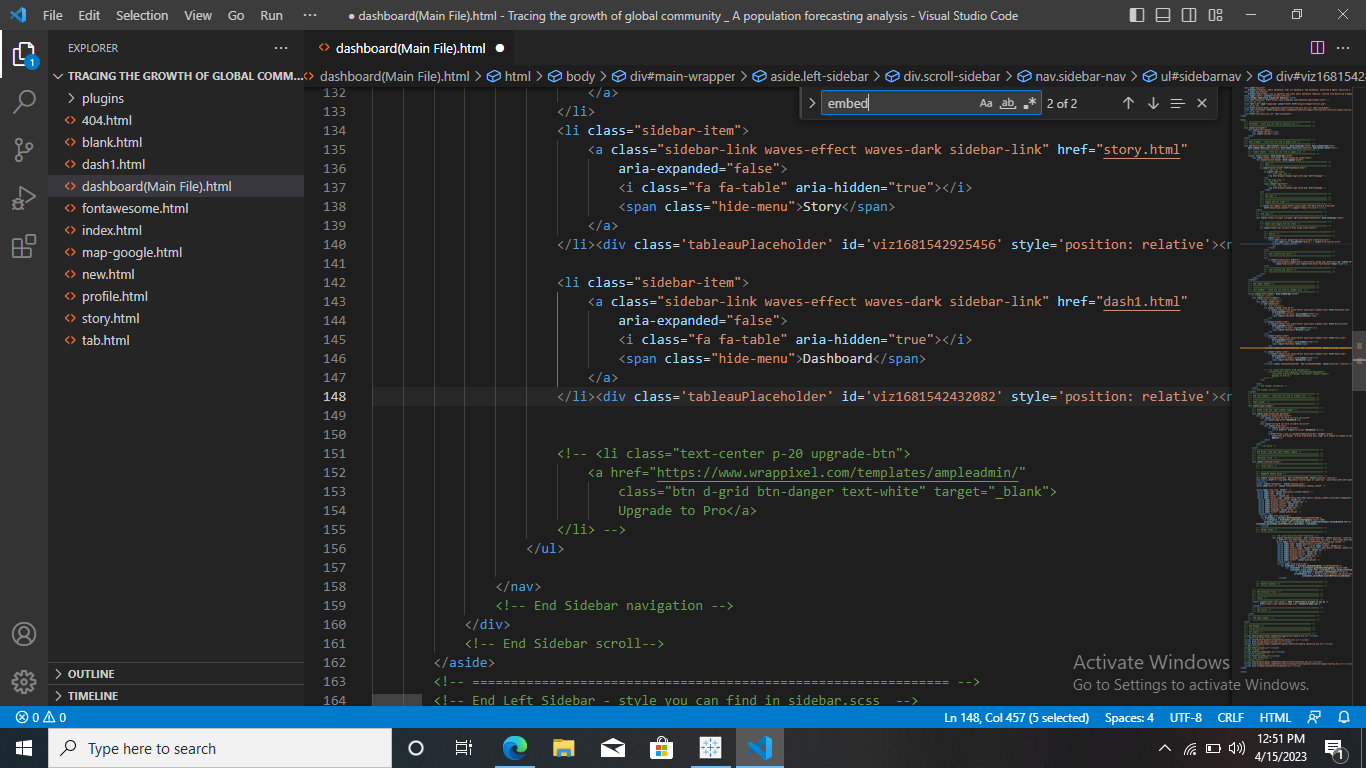 File Edit Selection View Go Run ··· ● dashboard(Main File).html - Tracing the growth of global community _ A population forecasting analysis - Visual Studio Code
EXPLORER ···
TRACING THE GROWTH OF GLOBAL COMM...
plugins
404.html
blank.html
dash1.html
dashboard(Main File).html
fontawesome.html
index.html
map-google.html
new.html
profile.html
story.html
tab.html
OUTLINE
TIMELINE
1
dashboard(Main File).html ●
dashboard(Main File).html > html > body > div#main-wrapper > aside.left-sidebar > div.scroll-sidebar > nav.sidebar-nav > ul#sidebarnav > div#viz1681542
embed Aa ab .* 2 of 2
132 </a>
133 </li>
134 <li class="sidebar-item">
135 <a class="sidebar-link waves-effect waves-dark sidebar-link" href="story.html"
136 aria-expanded="false">
137 <i class="fa fa-table" aria-hidden="true"></i>
138 <span class="hide-menu">Story</span>
139 </a>
140 </li><div class='tableauPlaceholder' id='viz1681542925456' style='position: relative'><n
141
142 <li class="sidebar-item">
143 <a class="sidebar-link waves-effect waves-dark sidebar-link" href="dash1.html"
144 aria-expanded="false">
145 <i class="fa fa-table" aria-hidden="true"></i>
146 <span class="hide-menu">Dashboard</span>
147 </a>
148 </li><div class='tableauPlaceholder' id='viz1681542432082' style='position: relative'><n
149
150
151 <!-- <li class="text-center p-20 upgrade-btn">
152 <a href="https://www.wrappixel.com/templates/ampleadmin/"
153 class="btn d-grid btn-danger text-white" target="_blank">
154 Upgrade to Pro</a>
155 </li> -->
156 </ul>
157
158 </nav>
159 <!-- End Sidebar navigation -->
160 </div>
161 <!-- End Sidebar scroll-->
162 </aside>
163 <!-- ============================================================== -->
164 <!-- End Left Sidebar - style you can find in sidebar.scss -->
Activate Windows
Go to Settings to activate Windows.
0 0 Ln 148, Col 457 (5 selected) Spaces: 4 UTF-8 CRLF HTML
Type here to search
12:51 PM
4/15/2023
1